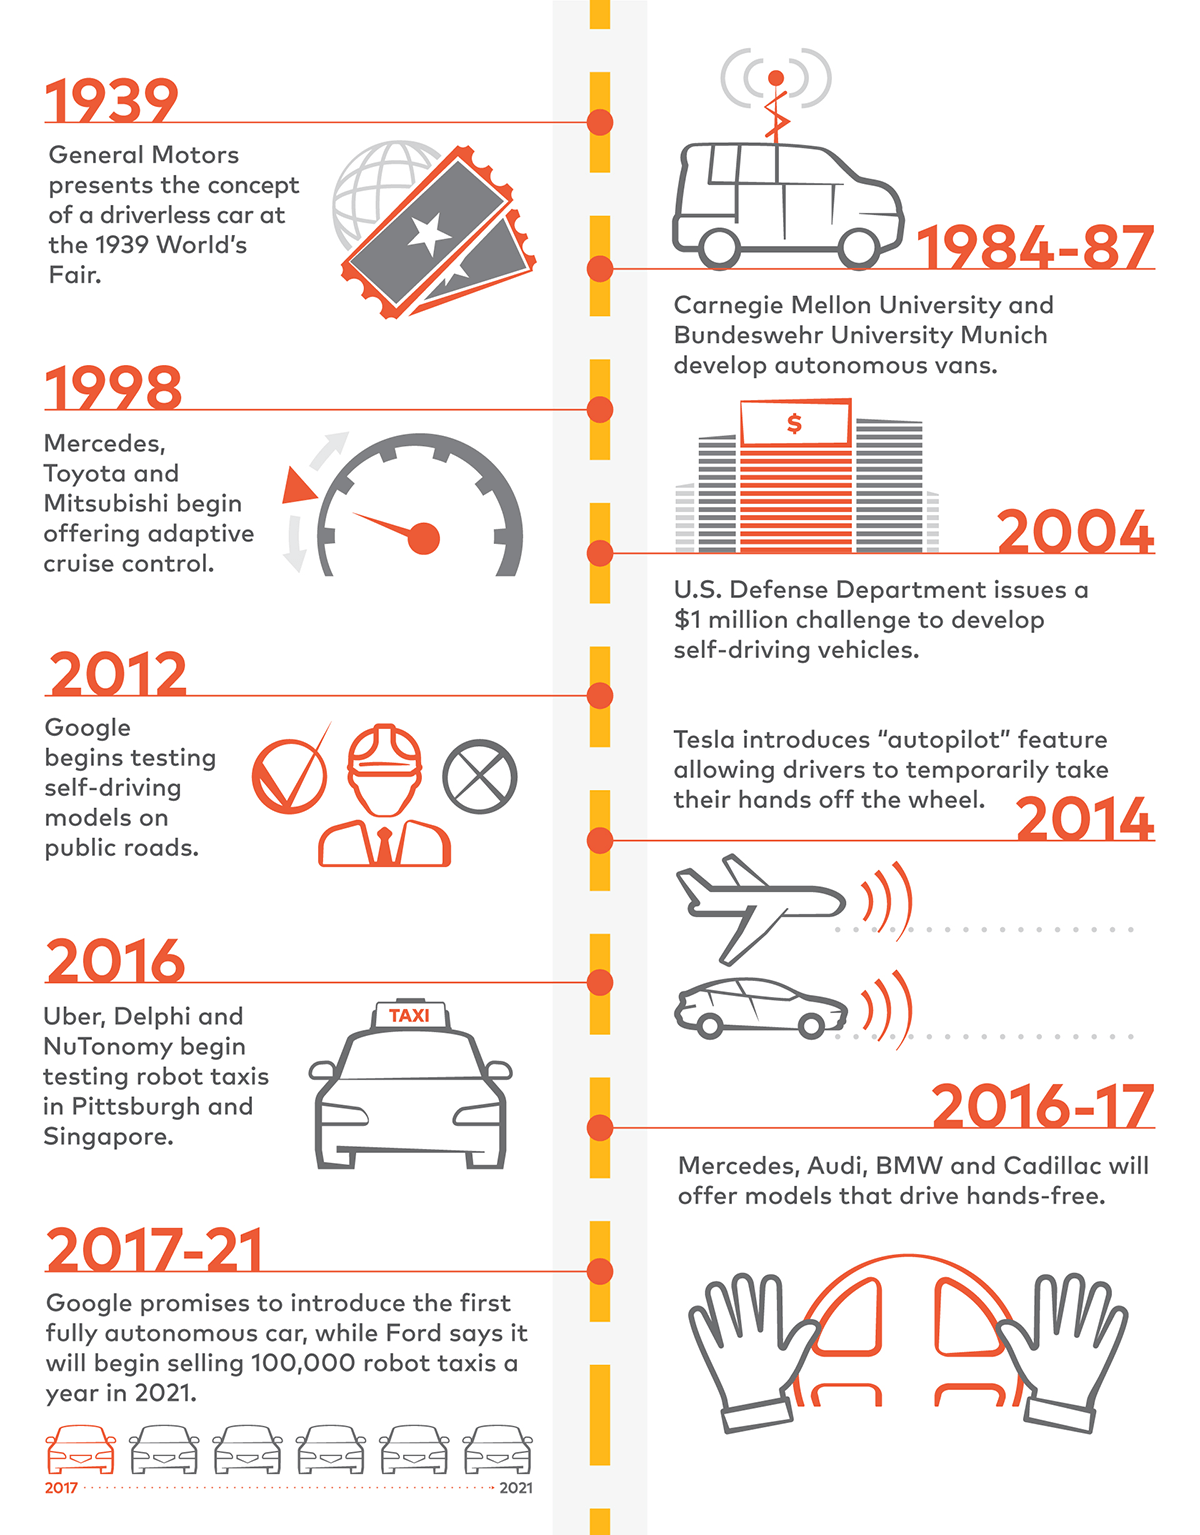 1939
General Motors
presents the concept
of a driverless car at
the 1939 World’s
Fair.
1984-87
Carnegie Mellon University and
Bundeswehr University Munich
develop autonomous vans.
1998
Mercedes,
Toyota and
Mitsubishi begin
offering adaptive
cruise control.
$
2004
U.S. Defense Department issues a
$1 million challenge to develop
self-driving vehicles.
2012
Google
begins testing
self-driving
models on
public roads.
Tesla introduces “autopilot” feature
allowing drivers to temporarily take
their hands off the wheel.
2014
2016
Uber, Delphi and
NuTonomy begin
testing robot taxis
in Pittsburgh and
Singapore.
TAXI
2016-17
Mercedes, Audi, BMW and Cadillac will
offer models that drive hands-free.
2017-21
Google promises to introduce the first
fully autonomous car, while Ford says it
will begin selling 100,000 robot taxis a
year in 2021.
2017 2021